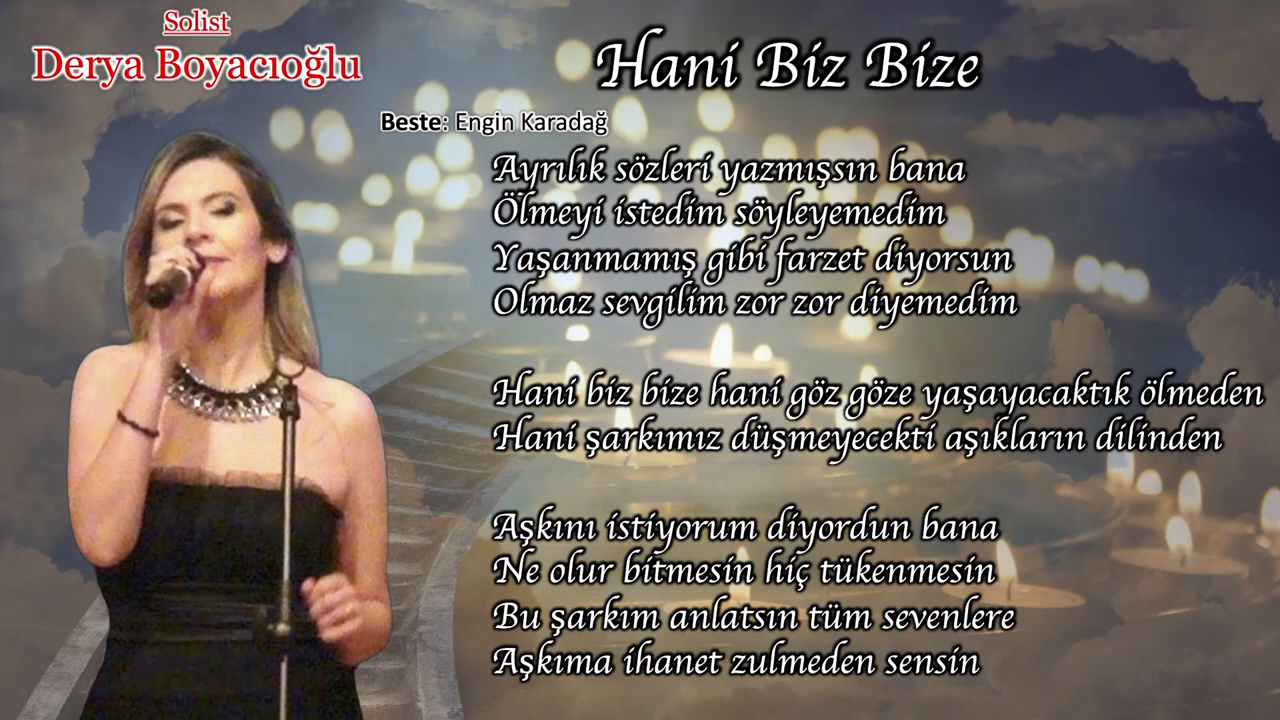 Solist
Derya Boyacıoğlu
Hani Biz Bize
Beste: Engin Karadağ
Ayrılık sözleri yazmışsın bana
Ölmeyi istedim söyleyemedim
Yaşanmamış gibi farzet diyorsun
Olmaz sevgilim zor zor diyemedim
Hani biz bize hani göz göze yaşayacaktık ölmeden
Hani şarkımız düşmeyecekti aşıkların dilinden
Aşkını istiyorum diyordun bana
Ne olur bitmesin hiç tükenmesin
Bu şarkım anlatsın tüm sevenlere
Aşkıma ihanet zulmeden sensin